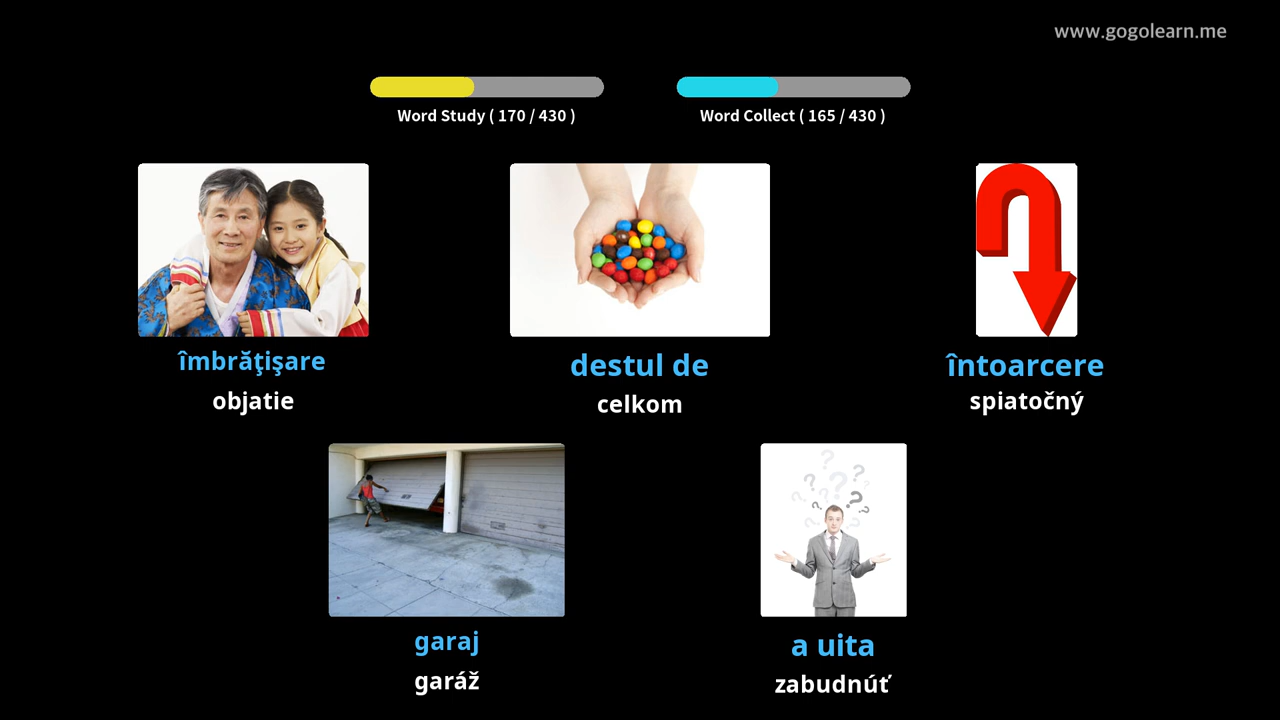 www.gogolearn.me
Word Study ( 170 / 430 )
Word Collect ( 165 / 430 )
îmbrăţişare
destul de
întoarcere
objatie
celkom
spiatočný
garaj
a uita
garáž
zabudnúť